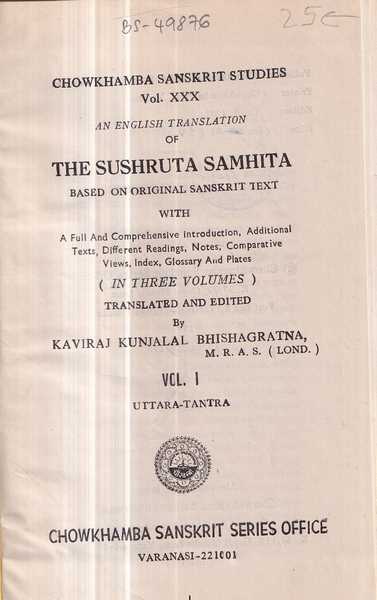 BS-49876
25€
CHOWKHAMBA SANSKRIT STUDIES
Vol. XXX
AN ENGLISH TRANSLATION
OF
THE SUSHRUTA SAMHITA
BASED ON ORIGINAL SANSKRIT TEXT
WITH
A Full And Comprehensive Introduction, Additional
Texts, Different Readings, Notes, Comparative
Views, Index, Glossary And Plates
( IN THREE VOLUMES )
TRANSLATED AND EDITED
By
KAVIRAJ KUNJALAL BHISHAGRATNA,
M. R. A. S. ( LOND. )
VOL. I
UTTARA-TANTRA
CHOWKHAMBA SANSKRIT SERIES OFFICE
VARANASI-221001